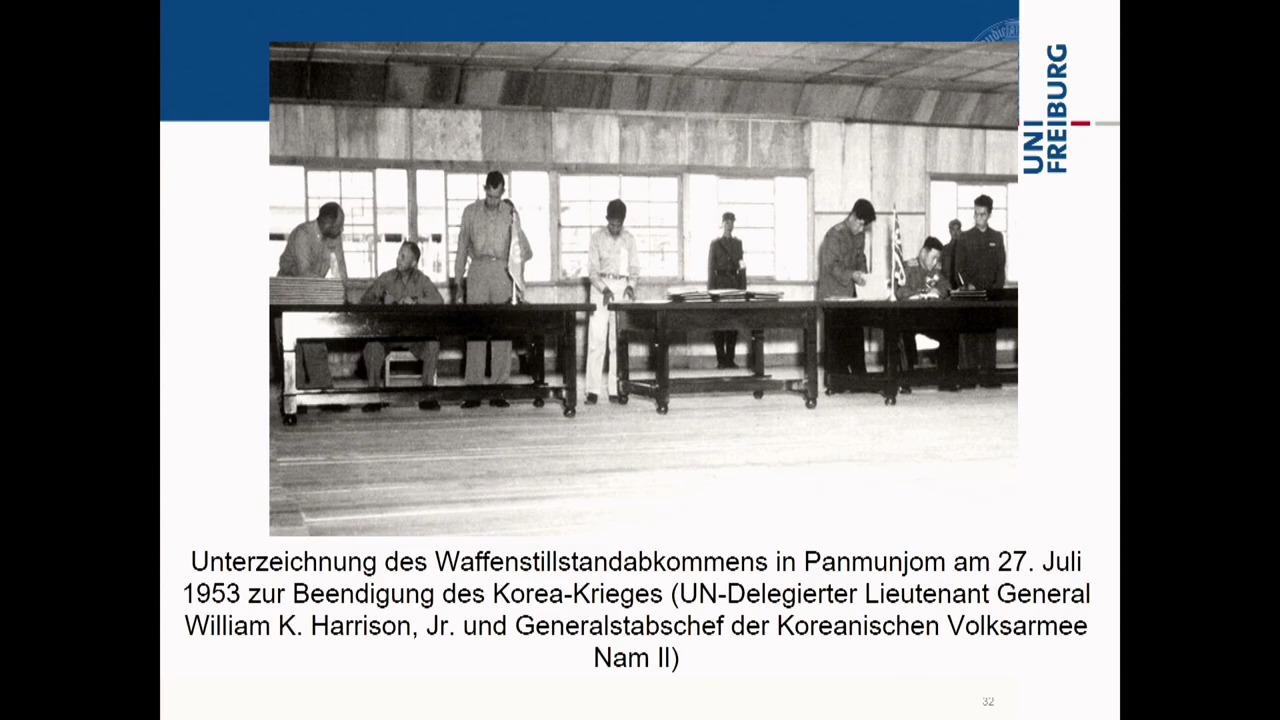 UNI
FREIBURG
Unterzeichnung des Waffenstillstandabkommens in Panmunjom am 27. Juli
1953 zur Beendigung des Korea-Krieges (UN-Delegierter Lieutenant General
William K. Harrison, Jr. und Generalstabschef der Koreanischen Volksarmee
Nam Il)
32